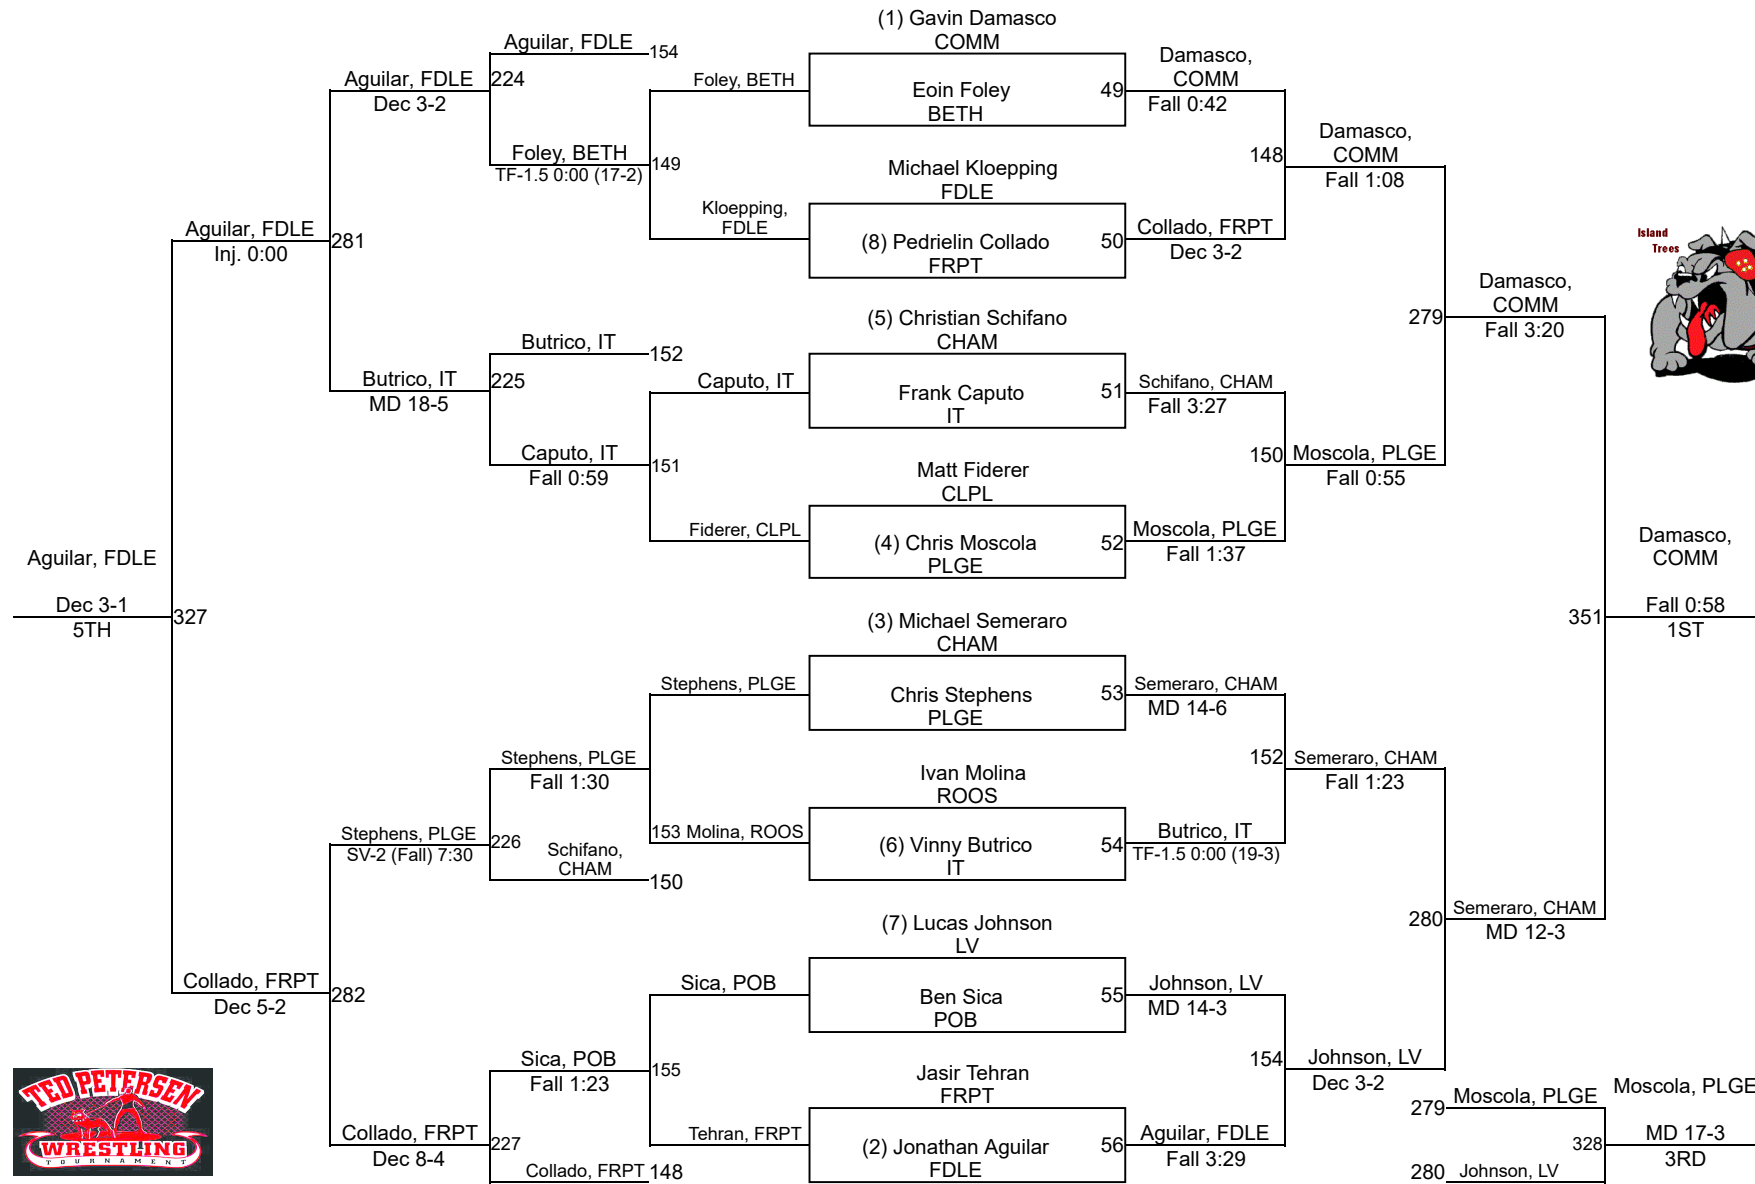 (1) Gavin Damasco
COMM
Aguilar, FDLE
154
Damasco,
COMM
Aguilar, FDLE
224
Foley, BETH
Eoin Foley
49
Dec 3-2
BETH
Fall 0:42
Damasco,
COMM
Foley, BETH
149
148
TF-1.5 0:00 (17-2)
Michael Kloepping
FDLE
Fall 1:08
Kloepping,
FDLE
Aguilar, FDLE
281
(8) Pedrielin Collado
50
Collado, FRPT
Inj. 0:00
FRPT
Dec 3-2
Island
Trees
(5) Christian Schifano
CHAM
279
Damasco,
COMM
Fall 3:20
Butrico, IT
152
Butrico, IT
225
Caputo, IT
Frank Caputo
51
Schifano, CHAM
MD 18-5
IT
Fall 3:27
Caputo, IT
151
150
Moscola, PLGE
Fall 0:59
Matt Fiderer
CLPL
Fall 0:55
Fiderer, CLPL
(4) Chris Moscola
52
Moscola, PLGE
PLGE
Fall 1:37
Aguilar, FDLE
Damasco,
COMM
Dec 3-1
327
351
Fall 0:58
5TH
1ST
(3) Michael Semeraro
CHAM
Stephens, PLGE
Chris Stephens
53
Semeraro, CHAM
PLGE
MD 14-6
Stephens, PLGE
152
Semeraro, CHAM
Fall 1:30
Ivan Molina
ROOS
Fall 1:23
Stephens, PLGE
226
153 Molina, ROOS
(6) Vinny Butrico
54
Butrico, IT
SV-2 (Fall) 7:30
IT
TF-1.5 0:00 (19-3)
Schifano,
CHAM
150
(7) Lucas Johnson
LV
280
Semeraro, CHAM
MD 12-3
Collado, FRPT
282
Sica, POB
Ben Sica
55
Johnson, LV
Dec 5-2
POB
MD 14-3
Sica, POB
155
154
Johnson, LV
Fall 1:23
Jasir Tehran
FRPT
Dec 3-2
279
Moscola, PLGE
Moscola, PLGE
TED PETERSEN
WRESTLING
TOURNAMENT
Collado, FRPT
227
Tehran, FRPT
(2) Jonathan Aguilar
56
Aguilar, FDLE
328
MD 17-3
Dec 8-4
FDLE
Fall 3:29
3RD
Collado, FRPT
148
280
Johnson, LV